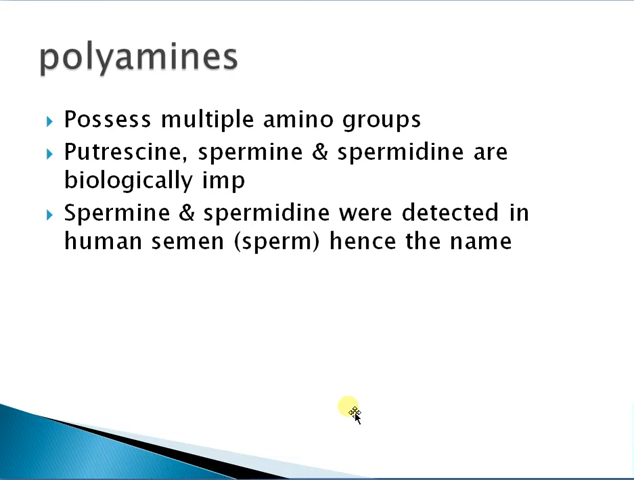 polyamines
Possess multiple amino groups
Putrescine, spermine & spermidine are
biologically imp
Spermine & spermidine were detected in
human semen (sperm) hence the name